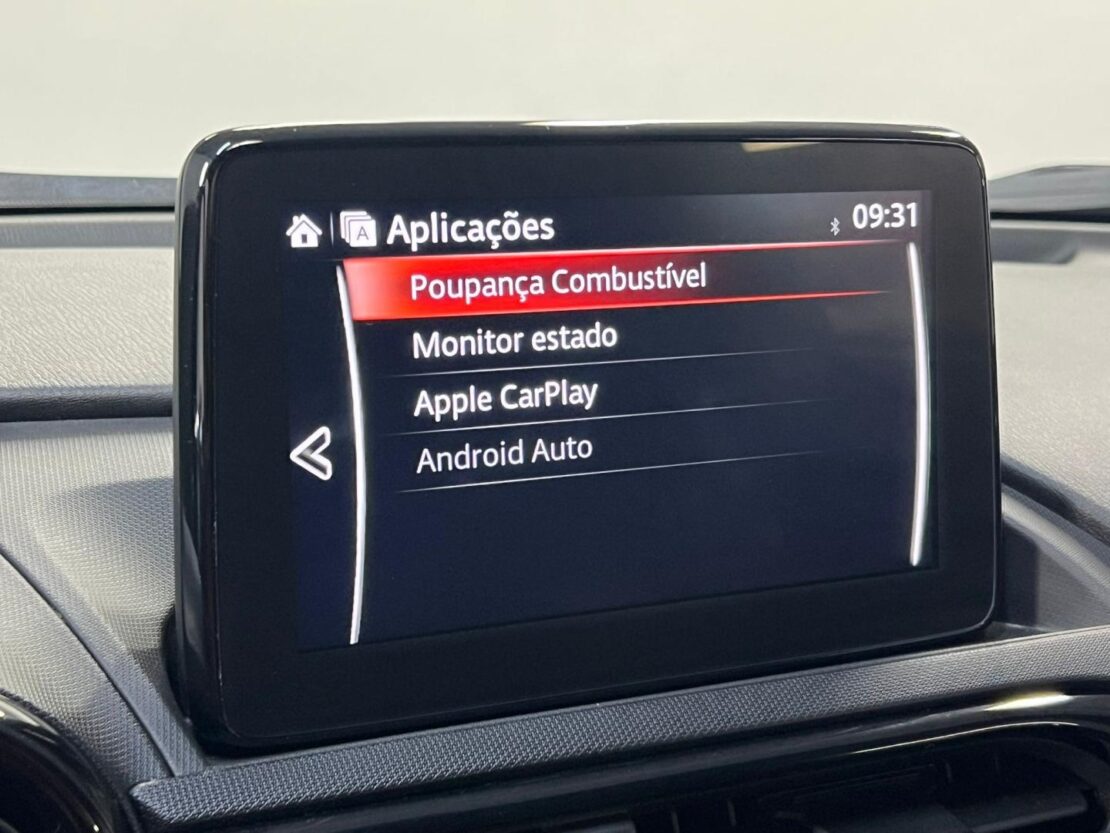 A Aplicações 09:31
Poupança Combustível
Monitor estado
Apple CarPlay
Android Auto